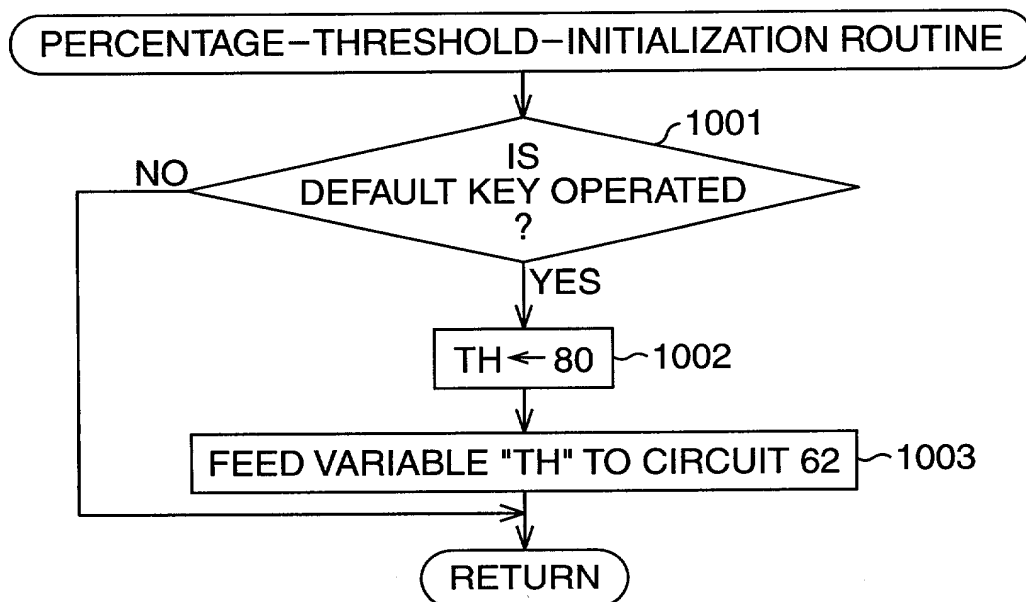 PERCENTAGE-THRESHOLD-INITIALIZATION ROUTINE
1001
NO
IS
DEFAULT KEY OPERATED
?
YES
TH ← 80
1002
FEED VARIABLE "TH" TO CIRCUIT 62
1003
RETURN